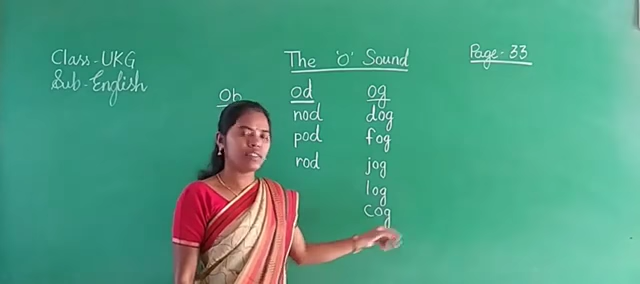 Class-UKG
Sub-English
The 'O' Sound
Page-33
Ob
od
nod
pod
rod
og
dog
fog
jog
log
cog